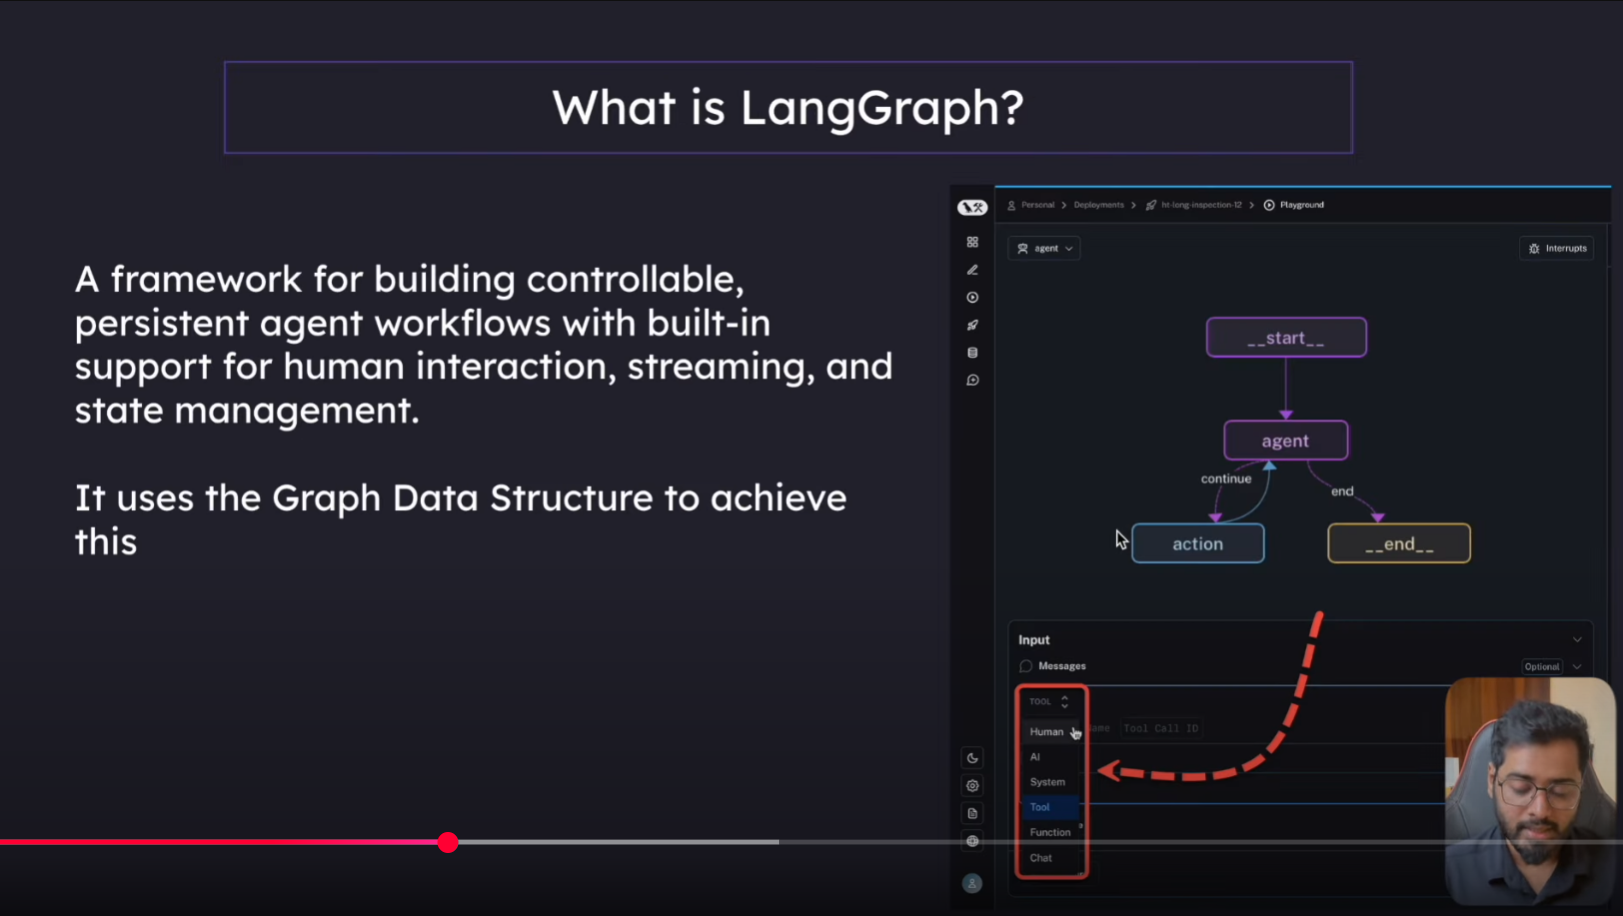 What is LangGraph?
A framework for building controllable,
persistent agent workflows with built-in
support for human interaction, streaming, and
state management.
It uses the Graph Data Structure to achieve
this
Personal > Deployments > ht-long-inspection-12 > Playground
agent
Interrupts
__start__
agent
continue
end
action
__end__
Input
Messages
Optional
TOOL
Human
Tool Call ID
AI
System
Tool
Function
Chat